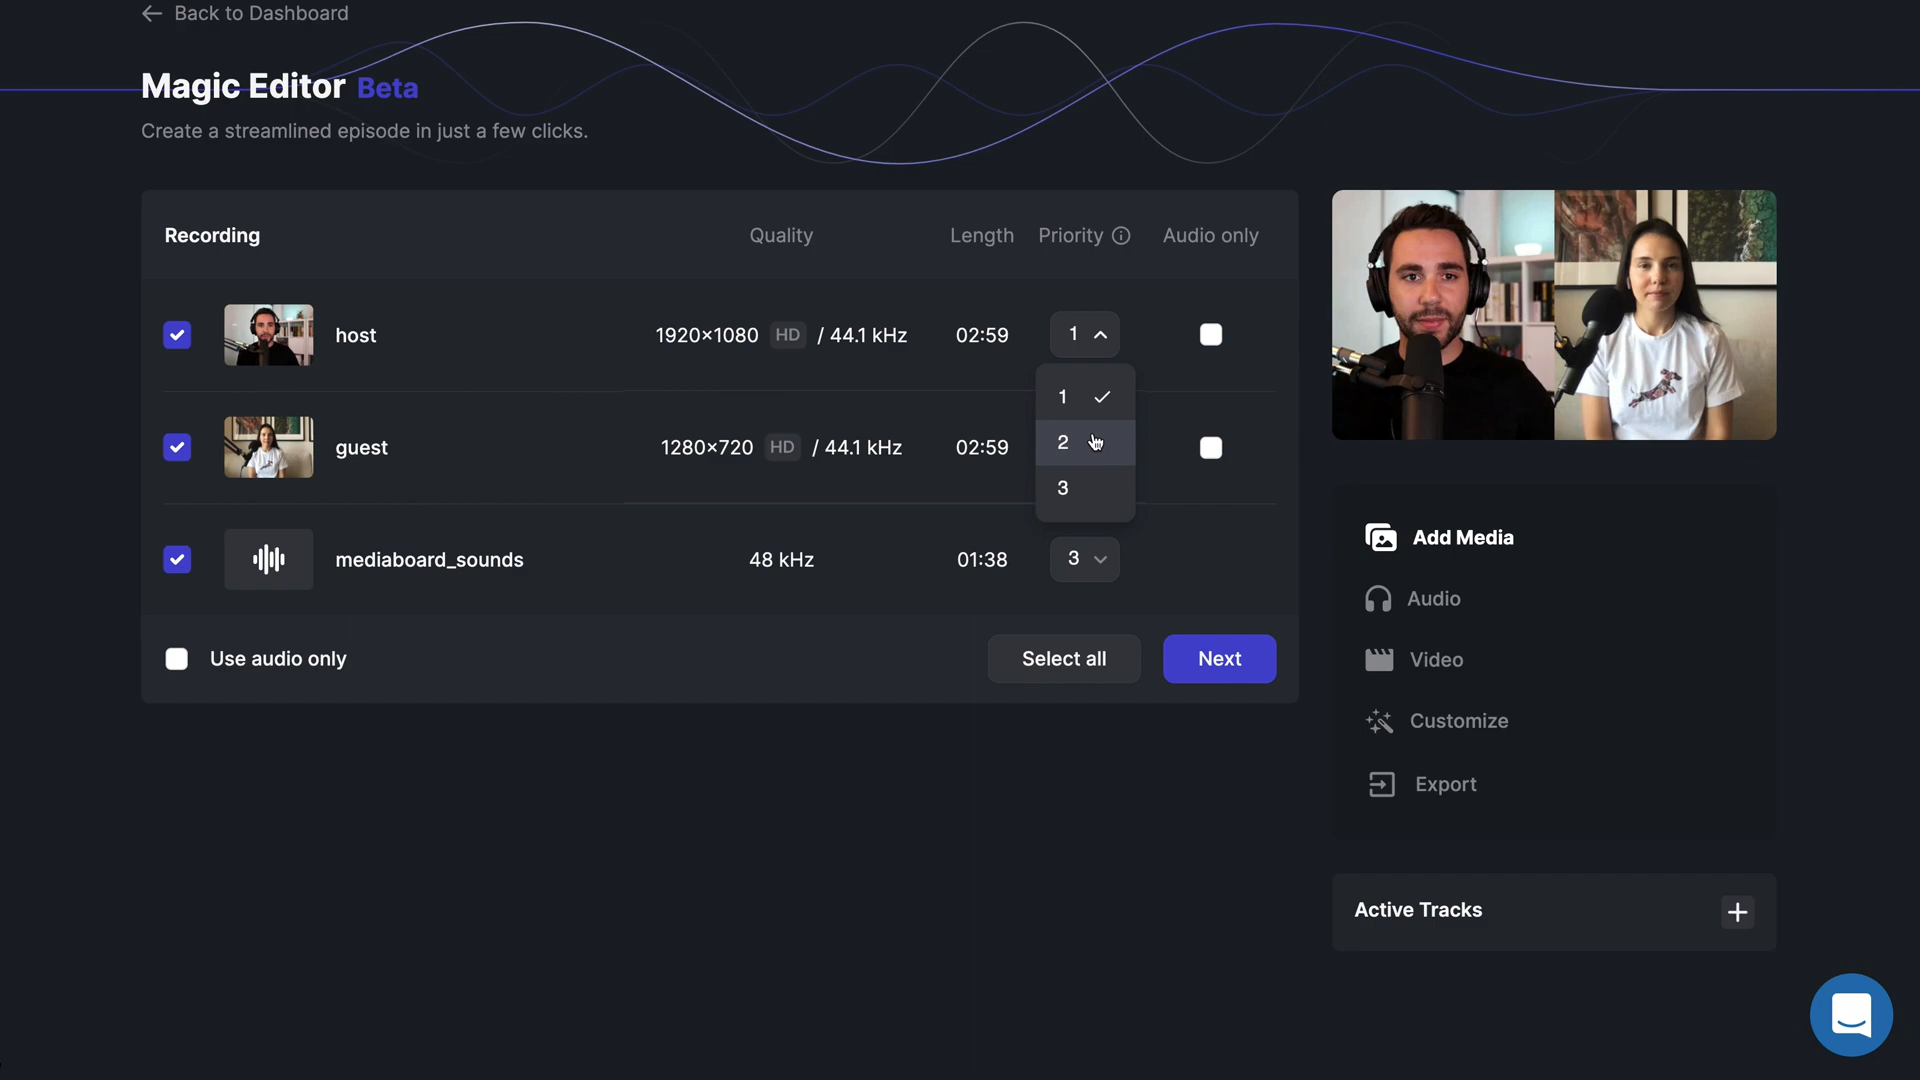 Back to Dashboard
Magic Editor Beta
Create a streamlined episode in just a few clicks.
Recording Quality Length Priority Audio only
host 1920×1080 HD / 44.1 kHz 02:59 1
1
guest 1280×720 HD / 44.1 kHz 02:59
2
3
mediaboard_sounds 48 kHz 01:38 3
Use audio only Select all Next
Add Media
Audio
Video
Customize
Export
Active Tracks